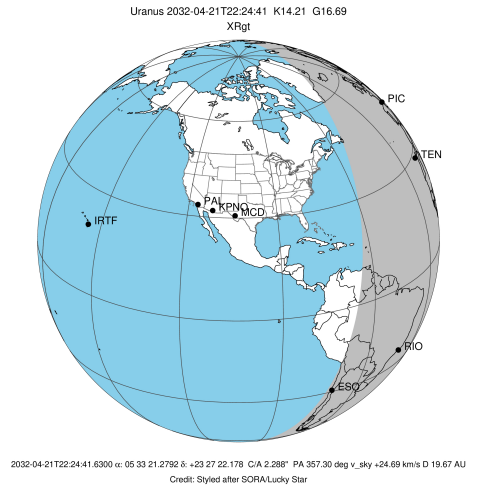 Uranus 2032-04-21T22:24:41 K14.21 G16.69
XRgt
PIC
TEN
PAL
KPNO
MCD
IRTF
RIO
ESO
2032-04-21T22:24:41.6300 α: 05 33 21.2792 δ: +23 27 22.178 C/A 2.288" PA 357.30 deg v_sky +24.69 km/s D 19.67 AU
Credit: Styled after SORA/Lucky Star